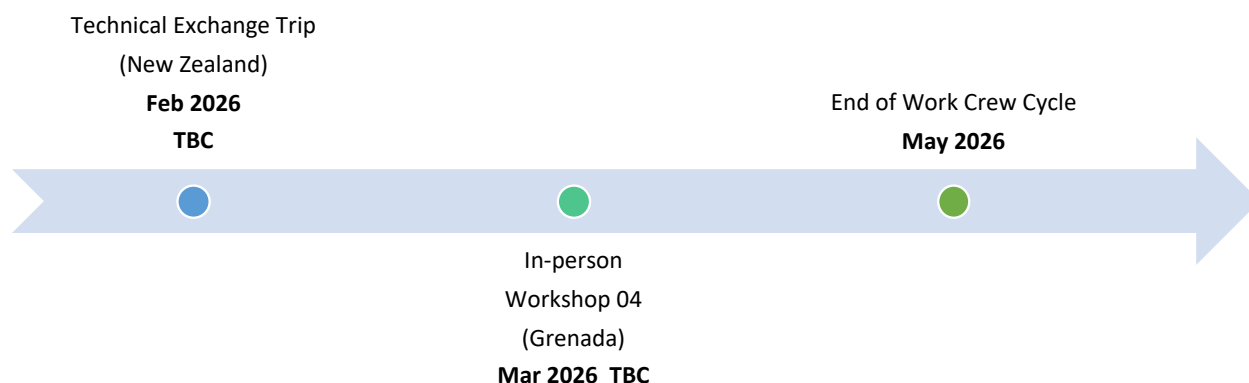 Technical Exchange Trip
(New Zealand)
Feb 2026
TBC
End of Work Crew Cycle
May 2026
In-person
Workshop 04
(Grenada)
Mar 2026 TBC